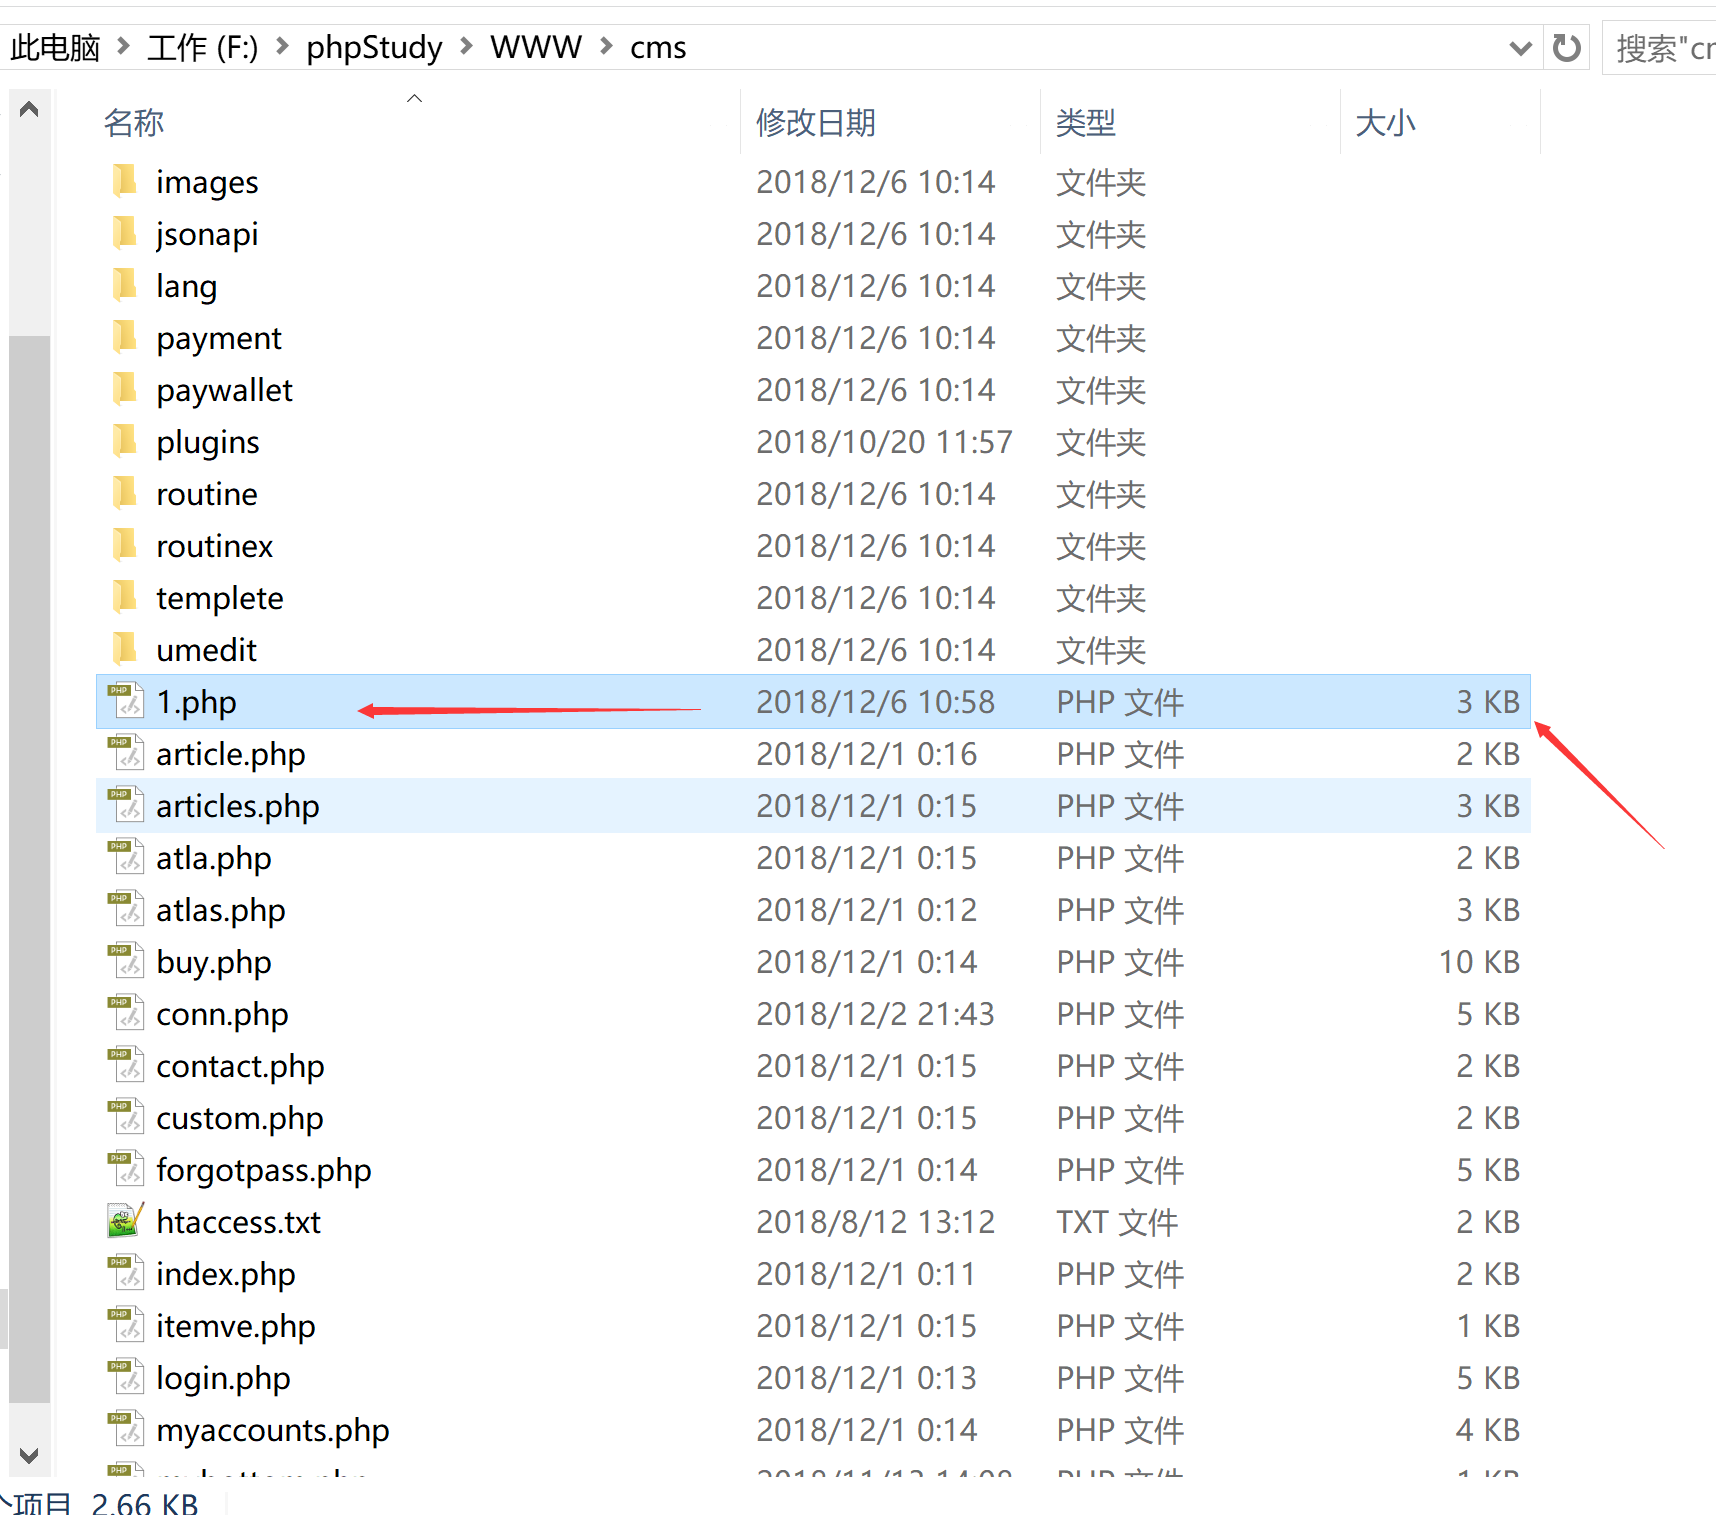 此电脑 > 工作 (F:) > phpStudy > WWW > cms 搜索"cm
名称 修改日期 类型 大小
images 2018/12/6 10:14 文件夹
jsonapi 2018/12/6 10:14 文件夹
lang 2018/12/6 10:14 文件夹
payment 2018/12/6 10:14 文件夹
paywallet 2018/12/6 10:14 文件夹
plugins 2018/10/20 11:57 文件夹
routine 2018/12/6 10:14 文件夹
routinex 2018/12/6 10:14 文件夹
templete 2018/12/6 10:14 文件夹
umedit 2018/12/6 10:14 文件夹
1.php 2018/12/6 10:58 PHP 文件 3 KB
article.php 2018/12/1 0:16 PHP 文件 2 KB
articles.php 2018/12/1 0:15 PHP 文件 3 KB
atla.php 2018/12/1 0:15 PHP 文件 2 KB
atlas.php 2018/12/1 0:12 PHP 文件 3 KB
buy.php 2018/12/1 0:14 PHP 文件 10 KB
conn.php 2018/12/2 21:43 PHP 文件 5 KB
contact.php 2018/12/1 0:15 PHP 文件 2 KB
custom.php 2018/12/1 0:15 PHP 文件 2 KB
forgotpass.php 2018/12/1 0:14 PHP 文件 5 KB
htaccess.txt 2018/8/12 13:12 TXT 文件 2 KB
index.php 2018/12/1 0:11 PHP 文件 2 KB
itemve.php 2018/12/1 0:15 PHP 文件 1 KB
login.php 2018/12/1 0:13 PHP 文件 5 KB
myaccounts.php 2018/12/1 0:14 PHP 文件 4 KB
mybottom.php PHP 文件 1 KB
个项目 2.66 KB